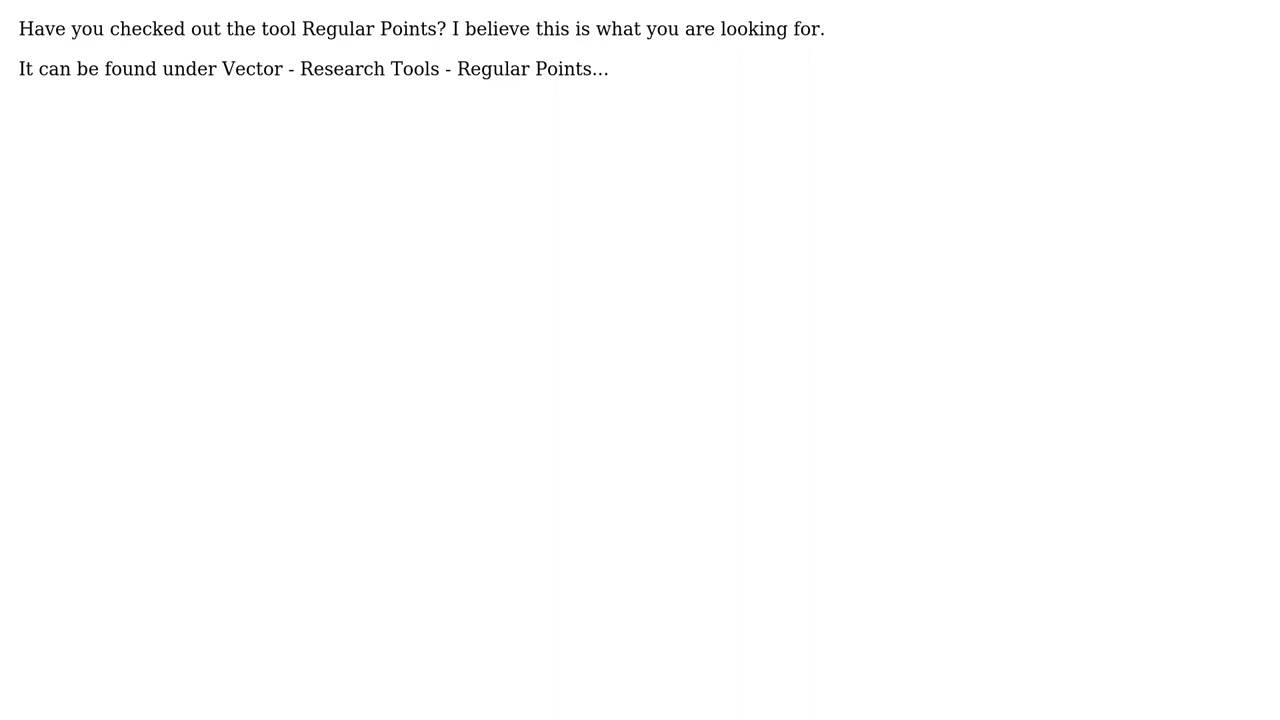 Have you checked out the tool Regular Points? I believe this is what you are looking for.
It can be found under Vector - Research Tools - Regular Points...